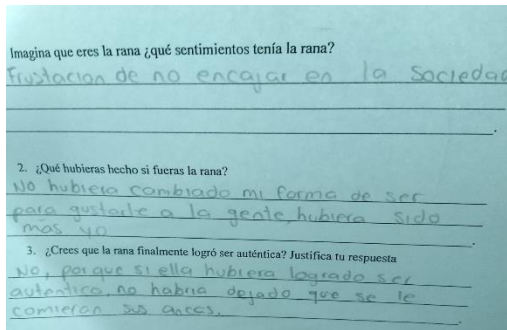 Imagina que eres la rana ¿qué sentimientos tenía la rana?
Frustacion de no encajar en la sociedad
2. ¿Qué hubieras hecho si fueras la rana?
No hubiera cambiado mi forma de ser
para gustarle a la gente, hubiera sido
mas yo
3. ¿Crees que la rana finalmente logró ser auténtica? Justifica tu respuesta
No, porque si ella hubiera logrado ser
autentica, no habria dejado que se le
comieran sus ancas.